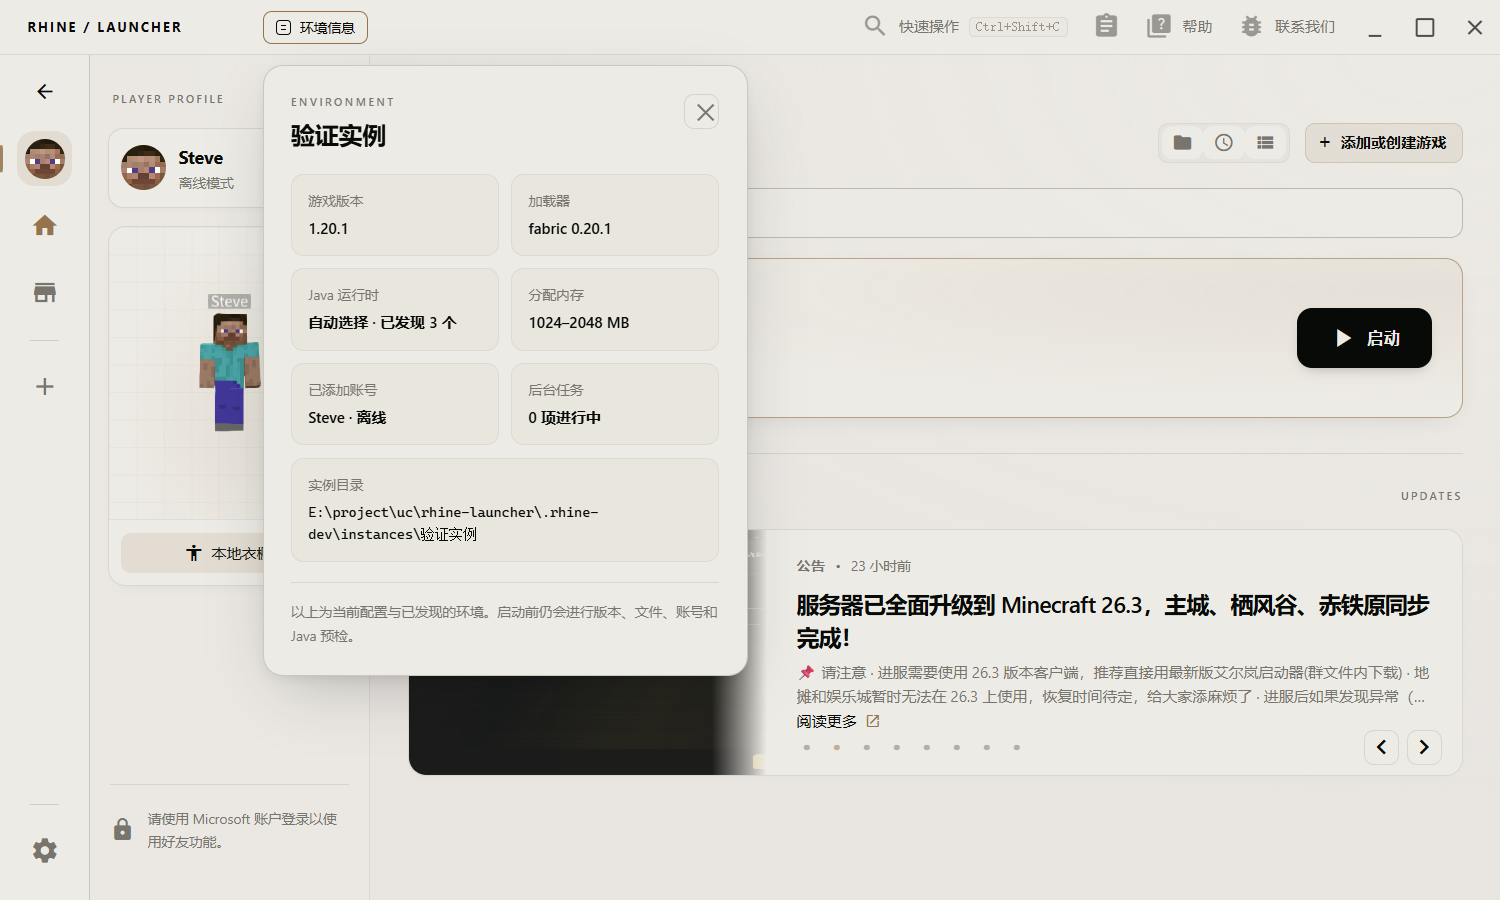 RHINE / LAUNCHER
环境信息
快速操作 Ctrl+Shift+C
帮助
联系我们
PLAYER PROFILE
Steve
离线模式
Steve
本地衣
请使用 Microsoft 账户登录以使
用好友功能。
ENVIRONMENT
验证实例
游戏版本
1.20.1
加载器
fabric 0.20.1
Java 运行时
自动选择 · 已发现 3 个
分配内存
1024–2048 MB
已添加账号
Steve · 离线
后台任务
0 项进行中
实例目录
E:\project\uc\rhine-launcher\.rhine-
dev\instances\验证实例
以上为当前配置与已发现的环境。启动前仍会进行版本、文件、账号和
Java 预检。
+ 添加或创建游戏
启动
UPDATES
公告 • 23 小时前
服务器已全面升级到 Minecraft 26.3，主城、栖风谷、赤铁原同步
完成！
📌 请注意 · 进服需要使用 26.3 版本客户端，推荐直接用最新版艾尔岚启动器(群文件内下载) · 地
摊和娱乐城暂时无法在 26.3 上使用，恢复时间待定，给大家添麻烦了 · 进服后如果发现异常（...
阅读更多